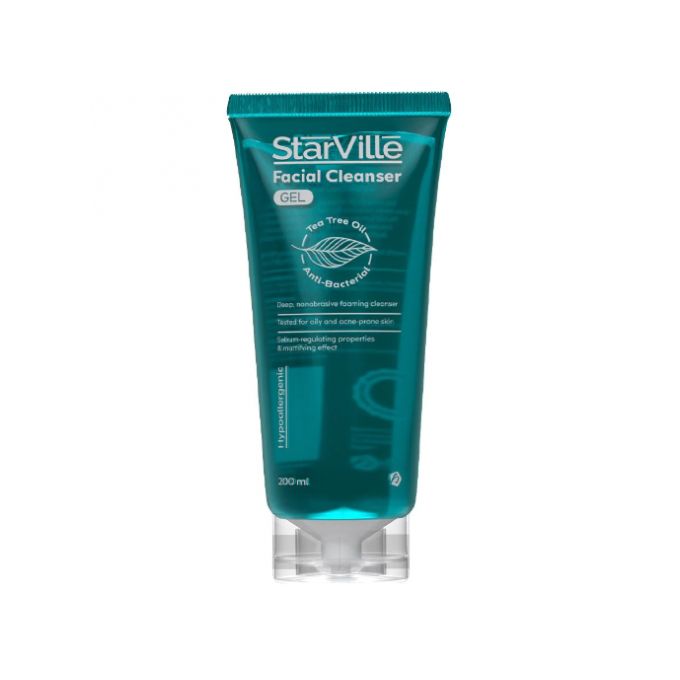 StarVille
Facial Cleanser
GEL
Tea Tree Oil
Anti-Bacterial
Deep, nonabrasive foaming cleanser
Tested for oily and acne-prone skin
Sebum-regulating properties
& mattifying effect
Hypoallergenic
200 ml